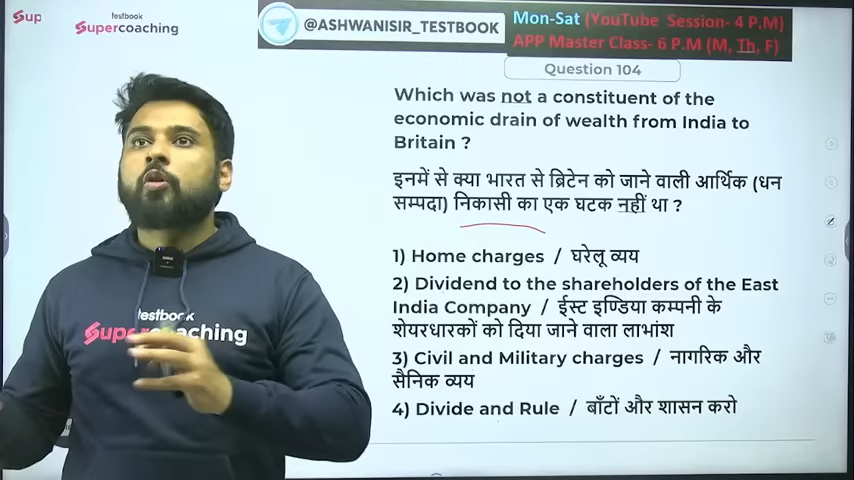 Sup
testbook
Supercoaching
@ASHWANISIR_TESTBOOK
Mon-Sat (YouTube Session- 4 P.M)
APP Master Class- 6 P.M (M, Th, F)
Question 104
Which was not a constituent of the
economic drain of wealth from India to
Britain ?
इनमें से क्या भारत से ब्रिटेन को जाने वाली आर्थिक (धन
सम्पदा) निकासी का एक घटक नहीं था ?
1) Home charges / घरेलू व्यय
2) Dividend to the shareholders of the East
India Company / ईस्ट इण्डिया कम्पनी के
शेयरधारकों को दिया जाने वाला लाभांश
3) Civil and Military charges / नागरिक और
सैनिक व्यय
4) Divide and Rule / बाँटों और शासन करो
testbook
Supercoaching